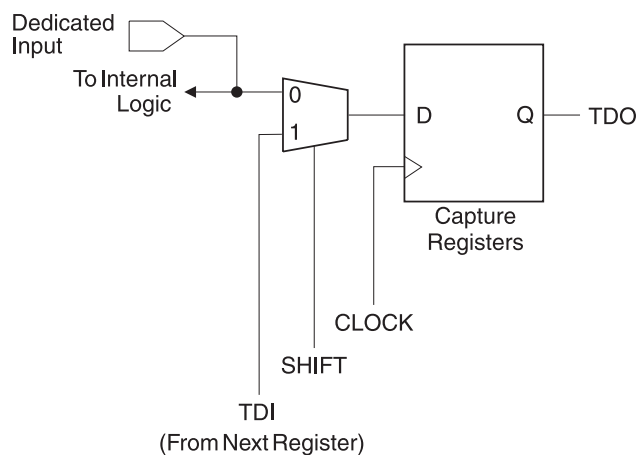 Dedicated
Input
To Internal
Logic
0
1
D
Q
TDO
Capture
Registers
CLOCK
SHIFT
TDI
(From Next Register)